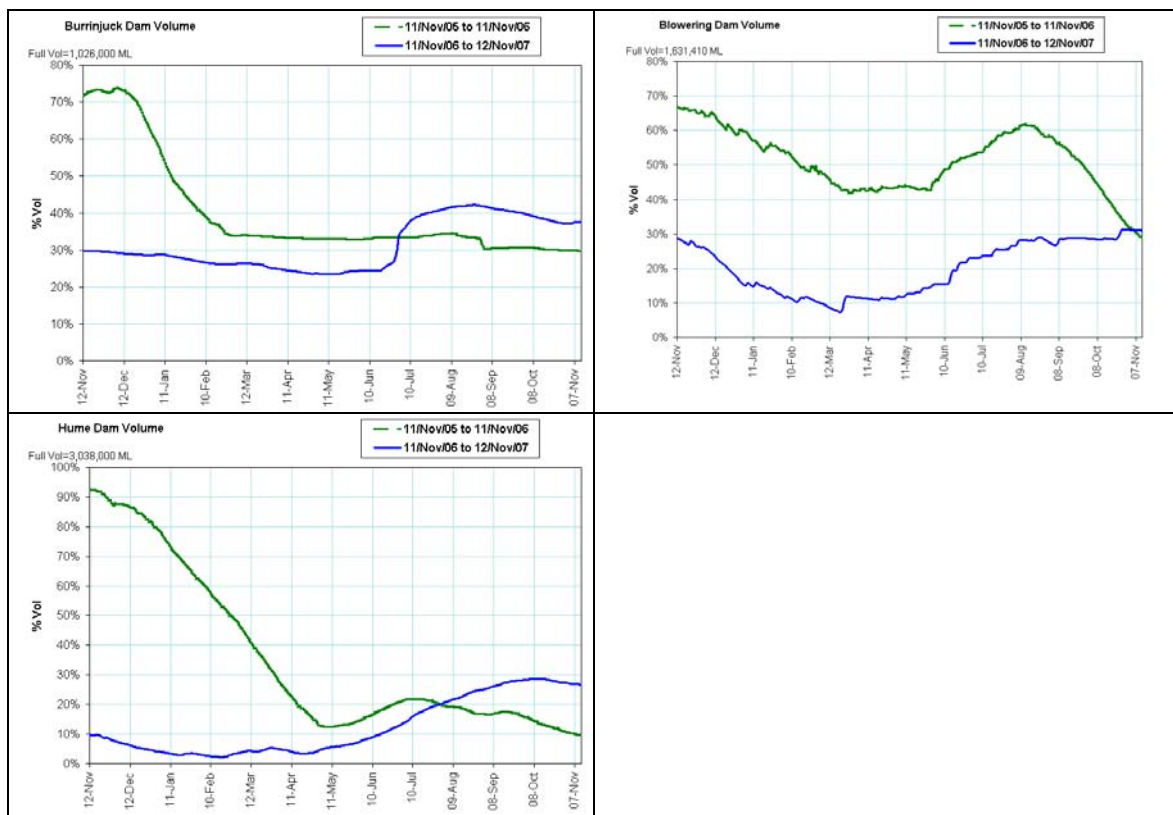 Burrinjuck Dam Volume
11/Nov/05 to 11/Nov/06
11/Nov/06 to 12/Nov/07
Full Vol=1,026,000 ML
80%
70%
60%
50%
40%
30%
20%
10%
0%
% Vol
12-Nov
12-Dec
11-Jan
10-Feb
12-Mar
11-Apr
11-May
10-Jun
10-Jul
09-Aug
08-Sep
08-Oct
07-Nov
Blowering Dam Volume
11/Nov/05 to 11/Nov/06
11/Nov/06 to 12/Nov/07
Full Vol=1,631,410 ML
80%
70%
60%
50%
40%
30%
20%
10%
0%
% Vol
12-Nov
12-Dec
11-Jan
10-Feb
12-Mar
11-Apr
11-May
10-Jun
10-Jul
09-Aug
08-Sep
08-Oct
07-Nov
Hume Dam Volume
11/Nov/05 to 11/Nov/06
11/Nov/06 to 12/Nov/07
Full Vol=3,038,000 ML
100%
90%
80%
70%
60%
50%
40%
30%
20%
10%
0%
% Vol
12-Nov
12-Dec
11-Jan
10-Feb
12-Mar
11-Apr
11-May
10-Jun
10-Jul
09-Aug
08-Sep
08-Oct
07-Nov